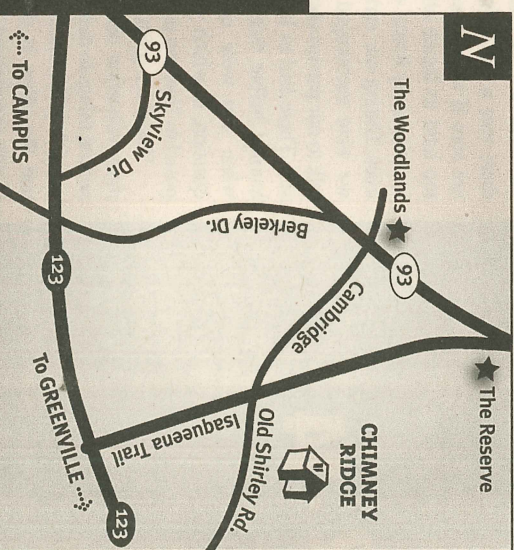 N
The Woodlands
The Reserve
93
93
Skyview Dr.
Berkeley Dr.
Cambridge
CHIMNEY
RIDGE
Old Shirley Rd.
Isaqueena Trail
To CAMPUS
123
To GREENVILLE
123